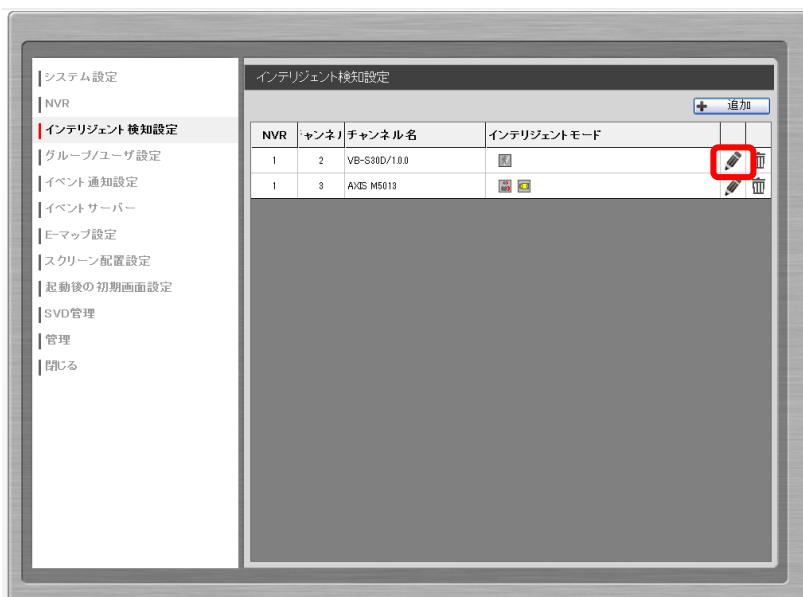 システム設定
NVR
インテリジェント検知設定
グループ/ユーザ設定
イベント通知設定
イベントサーバー
E-マップ設定
スクリーン配置設定
起動後の初期画面設定
SVD管理
管理
閉じる
インテリジェント検知設定
追加
NVR チャンネル チャンネル名 インテリジェントモード
1 2 VB-S30D/1.0.0
1 3 AXIS M5013